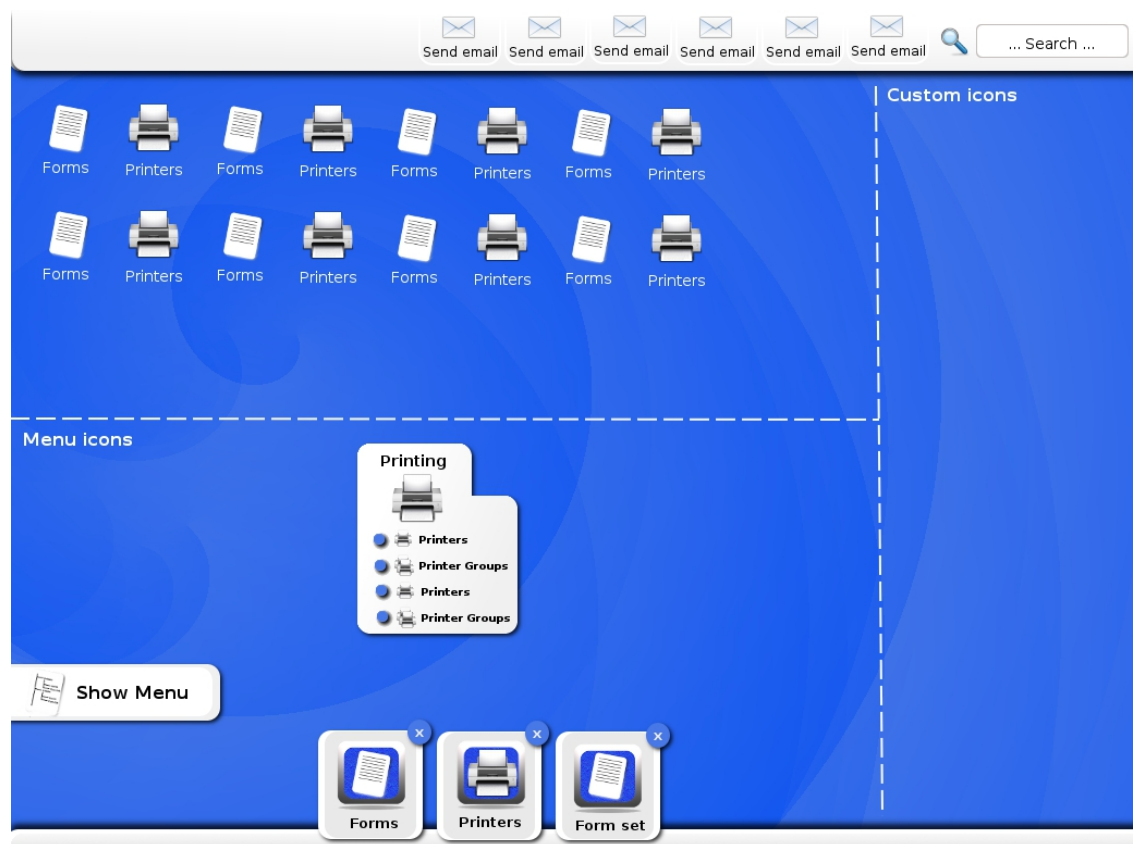 Send email Send email Send email Send email Send email Send email ... Search ...
Custom icons
Forms Printers Forms Printers Forms Printers Forms Printers
Forms Printers Forms Printers Forms Printers Forms Printers
Menu icons
Printing
Printers
Printer Groups
Printers
Printer Groups
Show Menu
x x x
Forms Printers Form set